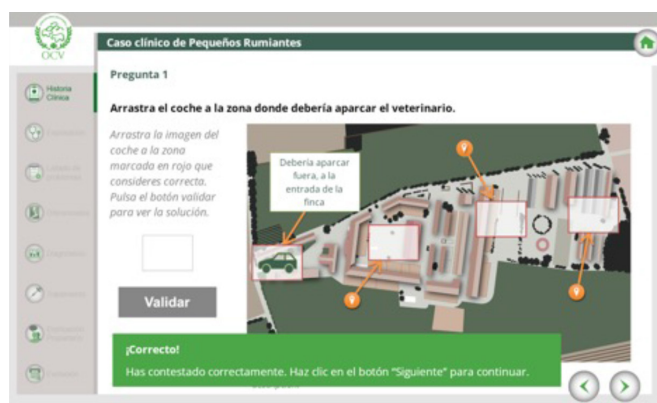 OCV
Caso clínico de Pequeños Rumiantes
Pregunta 1
Historia
Clínica
Arrastra el coche a la zona donde debería aparcar el veterinario.
Arrastra la imagen del
coche a la zona
marcada en rojo que
consideres correcta.
Pulsa el botón validar
para ver la solución.
Debería aparcar
fuera, a la
entrada de la
finca
Validar
¡Correcto!
Has contestado correctamente. Haz clic en el botón “Siguiente” para continuar.